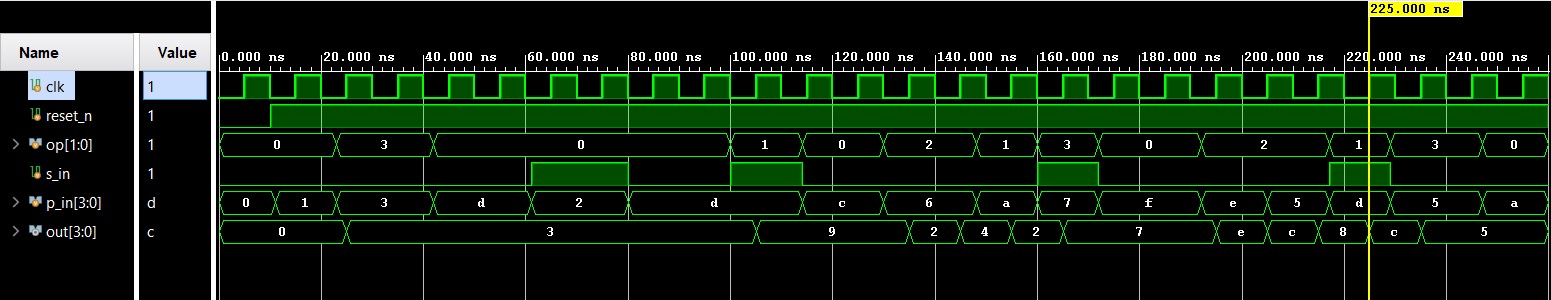 225.000 ns
Name Value 0.000 ns 20.000 ns 40.000 ns 60.000 ns 80.000 ns 100.000 ns 120.000 ns 140.000 ns 160.000 ns 180.000 ns 200.000 ns 220.000 ns 240.000 ns
clk 1
reset_n 1
op[1:0] 1 0 3 0 1 0 2 1 3 0 2 1 3 0
s_in 1
p_in[3:0] d 0 1 3 d 2 d c 6 a 7 f e 5 d 5 a
out[3:0] c 0 3 9 2 4 2 7 e c 8 c 5